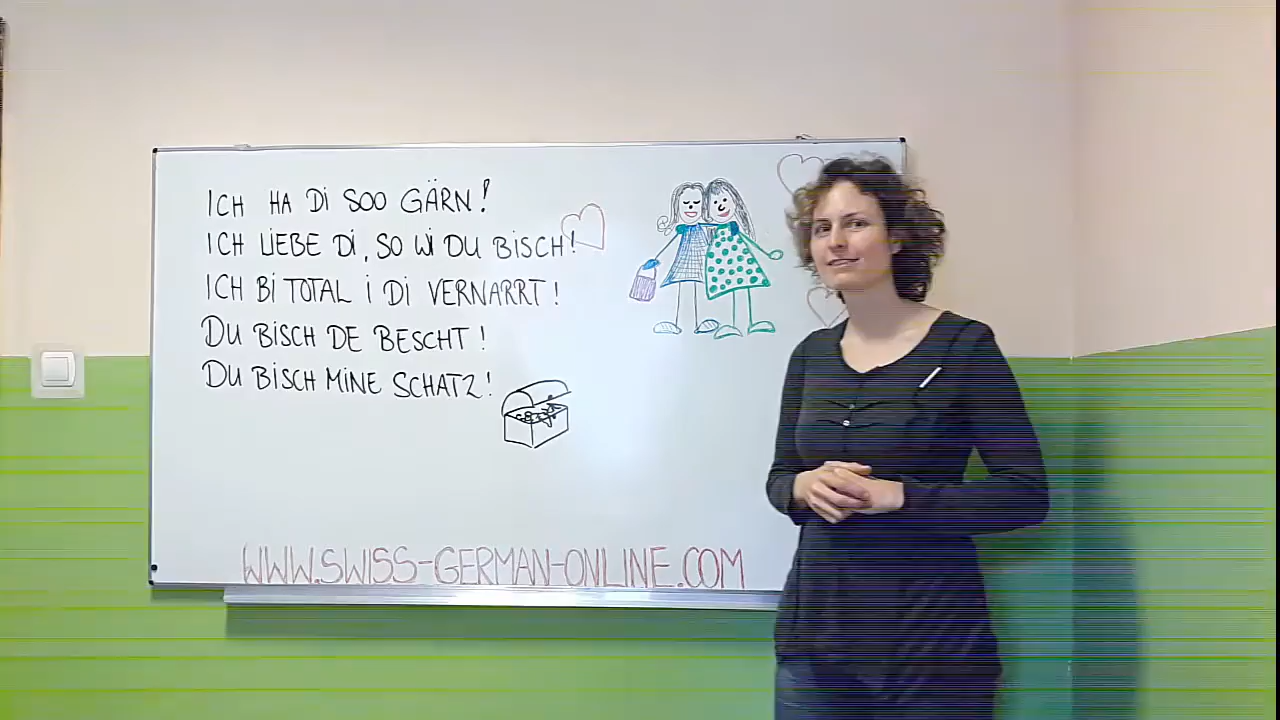 ICH HA DI SOO GÄRN!
ICH LIEBE DI, SO WI DU BISCH!
ICH BI TOTAL I DI VERNARRT!
DU BISCH DE BESCHT!
DU BISCH MINE SCHATZ!
WWW.SWISS-GERMAN-ONLINE.COM